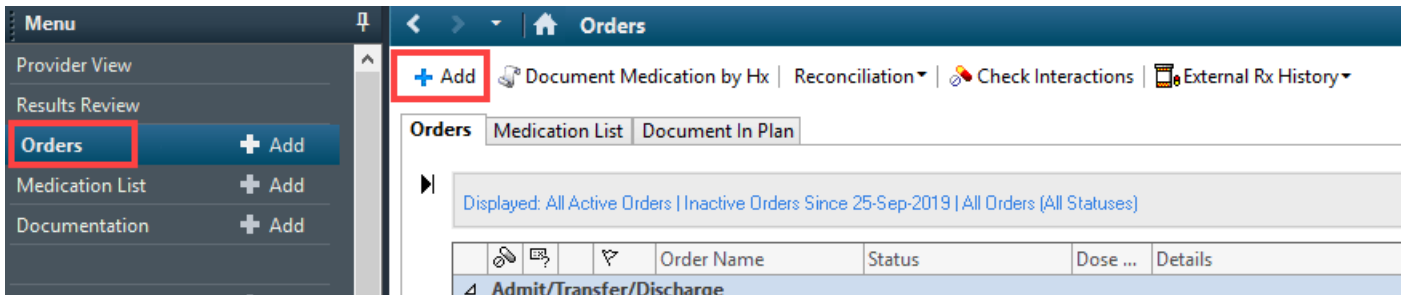 Menu
Provider View
Results Review
Orders + Add
Medication List + Add
Documentation + Add
Orders
+ Add Document Medication by Hx | Reconciliation | Check Interactions | External Rx History
Orders Medication List Document In Plan
Displayed: All Active Orders | Inactive Orders Since 25-Sep-2019 | All Orders (All Statuses)
Order Name Status Dose ... Details
Admit/Transfer/Discharge